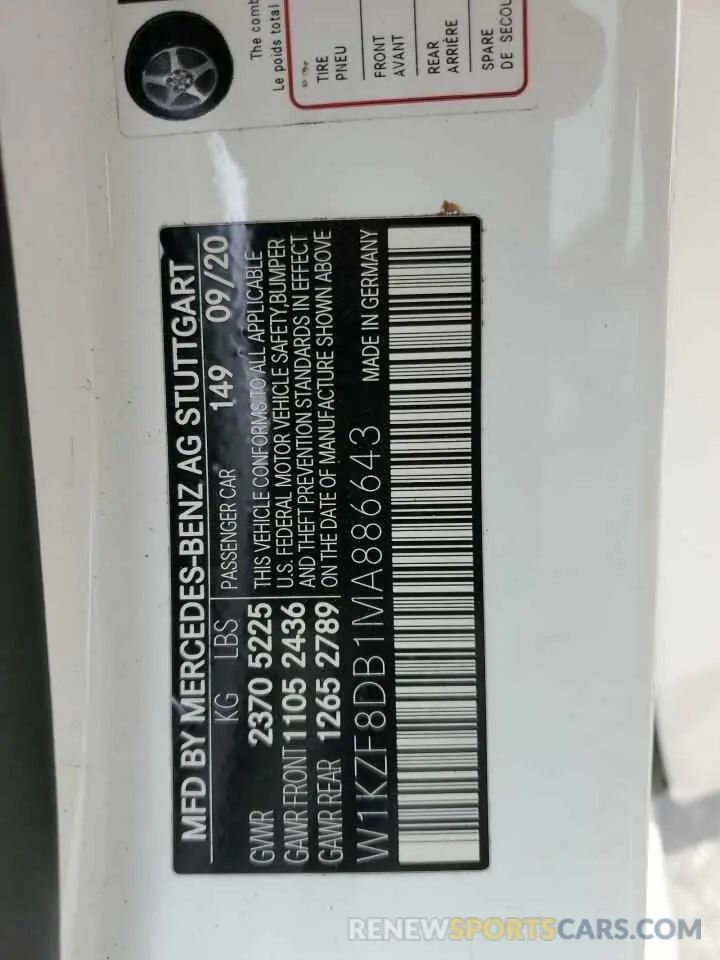 The comb
Le poids total
TIRE
PNEU
FRONT
AVANT
REAR
ARRIÈRE
SPARE
DE SECOU
MFD BY MERCEDES-BENZ AG STUTTGART
KG LBS PASSENGER CAR 149 09/20
GVWR 2370 5225 THIS VEHICLE CONFORMS TO ALL APPLICABLE
GAWR FRONT 1105 2436 U.S. FEDERAL MOTOR VEHICLE SAFETY,BUMPER
AND THEFT PREVENTION STANDARDS IN EFFECT
GAWR REAR 1265 2789 ON THE DATE OF MANUFACTURE SHOWN ABOVE
W1KZF8DB1MA886643 MADE IN GERMANY
RENEWSPORTSCARS.COM